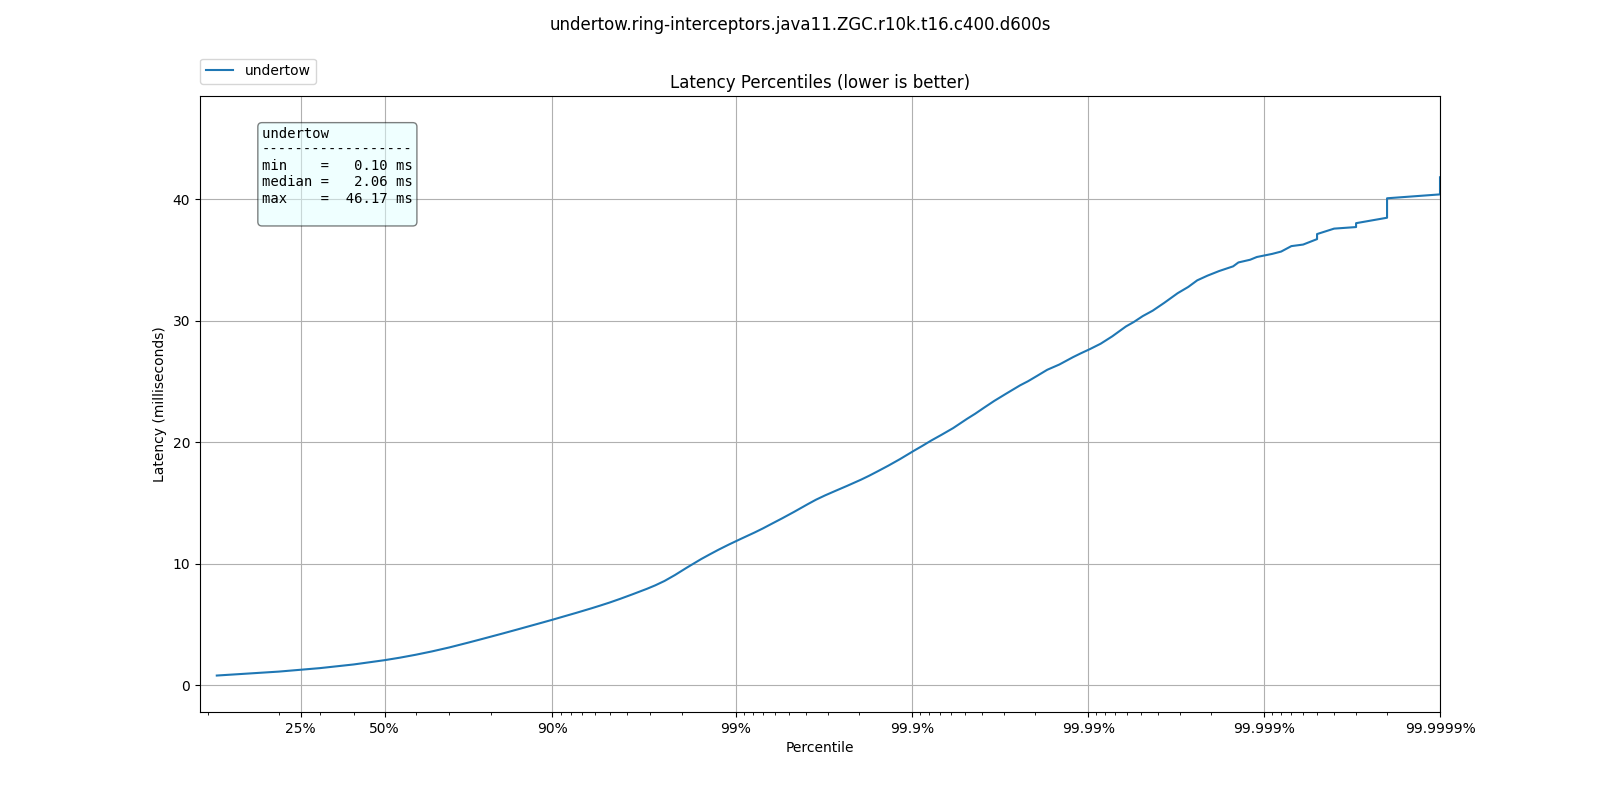 undertow.ring-interceptors.java11.ZGC.r10k.t16.c400.d600s
undertow
Latency Percentiles (lower is better)
undertow
------------------
min    =   0.10 ms
median =   2.06 ms
max    =  46.17 ms
40
30
20
10
0
Latency (milliseconds)
25% 50% 90% 99% 99.9% 99.99% 99.999% 99.9999%
Percentile